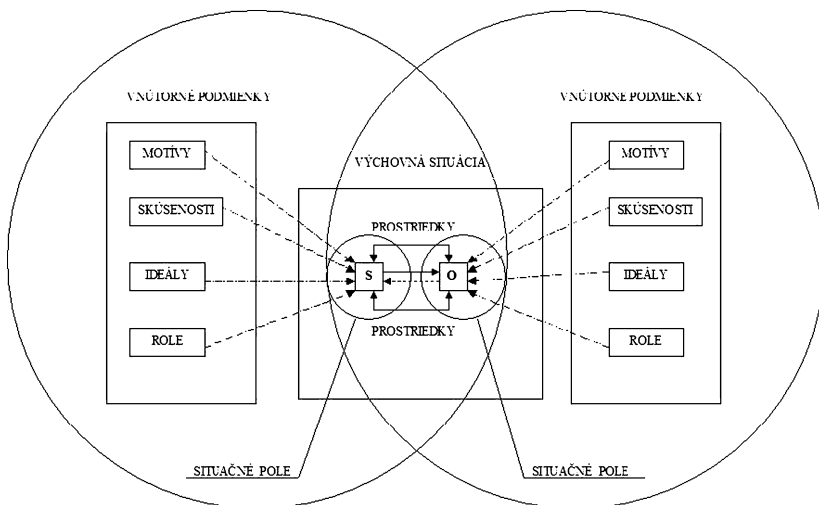 VNÚTORNÉ PODMIENKY
VNÚTORNÉ PODMIENKY
MOTÍVY
MOTÍVY
VÝCHOVNÁ SITUÁCIA
SKÚSENOSTI
SKÚSENOSTI
PROSTRIEDKY
IDEÁLY
S
O
IDEÁLY
PROSTRIEDKY
ROLE
ROLE
SITUAČNÉ POLE
SITUAČNÉ POLE